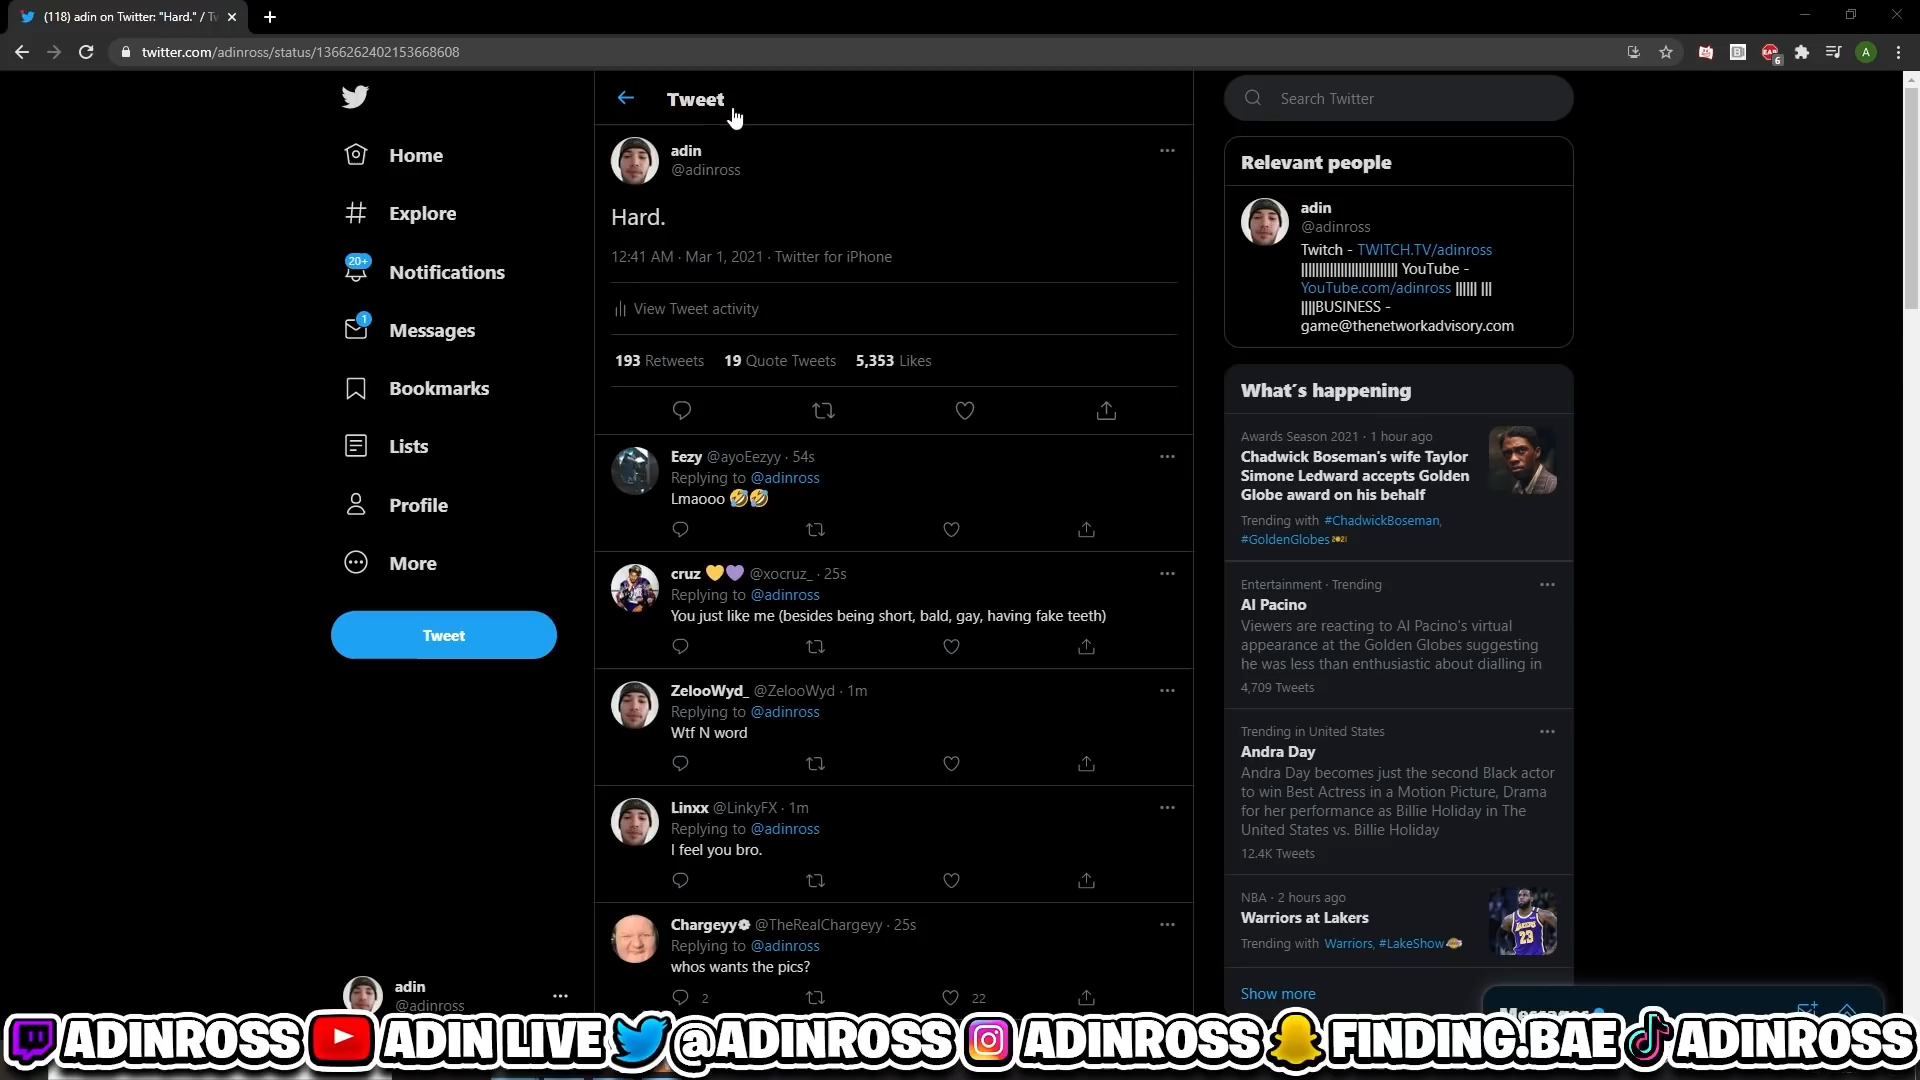 (118) adin on Twitter: "Hard." / Tw
twitter.com/adinross/status/1366262402153668608
6
A
Home
Explore
20+
Notifications
1
Messages
Bookmarks
Lists
Profile
More
Tweet
adin
@adinross
Tweet
adin
@adinross
Hard.
12:41 AM · Mar 1, 2021 · Twitter for iPhone
View Tweet activity
193 Retweets 19 Quote Tweets 5,353 Likes
Eezy @ayoEezyy · 54s
Replying to @adinross
Lmaooo 🤣🤣
cruz 💛💜 @xocruz_ · 25s
Replying to @adinross
You just like me (besides being short, bald, gay, having fake teeth)
ZelooWyd_ @ZelooWyd · 1m
Replying to @adinross
Wtf N word
Linxx @LinkyFX · 1m
Replying to @adinross
I feel you bro.
Chargeyy @TheRealChargeyy · 25s
Replying to @adinross
whos wants the pics?
2 22
Search Twitter
Relevant people
adin
@adinross
Twitch - TWITCH.TV/adinross
|||||||||||||||||||||||||| YouTube -
YouTube.com/adinross |||||| |||
||||BUSINESS -
game@thenetworkadvisory.com
What's happening
Awards Season 2021 · 1 hour ago
Chadwick Boseman's wife Taylor
Simone Ledward accepts Golden
Globe award on his behalf
Trending with #ChadwickBoseman,
#GoldenGlobes
Entertainment · Trending
Al Pacino
Viewers are reacting to Al Pacino's virtual
appearance at the Golden Globes suggesting
he was less than enthusiastic about dialling in
4,709 Tweets
Trending in United States
Andra Day
Andra Day becomes just the second Black actor
to win Best Actress in a Motion Picture, Drama
for her performance as Billie Holiday in The
United States vs. Billie Holiday
12.4K Tweets
NBA · 2 hours ago
Warriors at Lakers
Trending with Warriors, #LakeShow
Show more
Messages
ADINROSS ADIN LIVE @ADINROSS ADINROSS FINDING.BAE ADINROSS